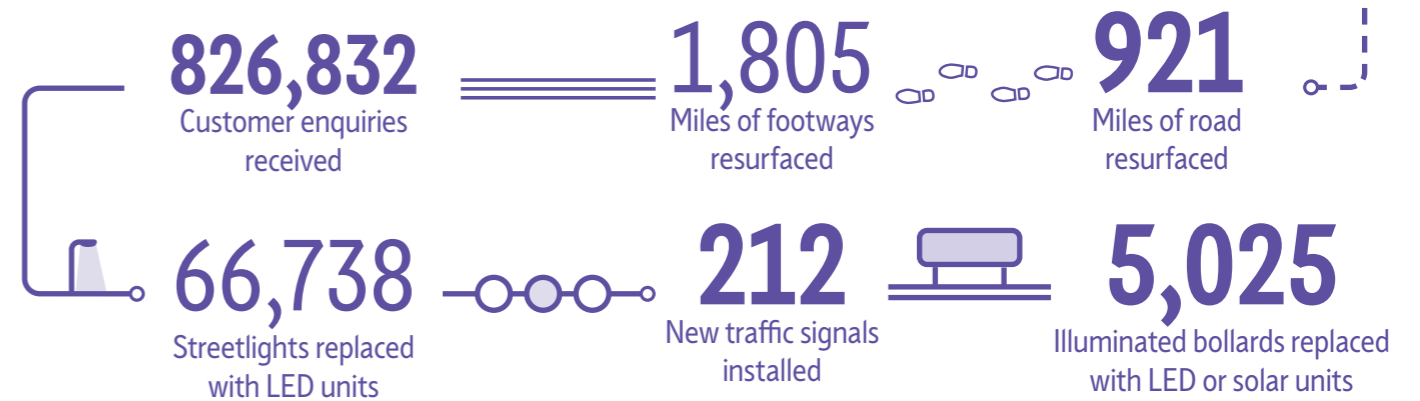 826,832
Customer enquiries
received
1,805
Miles of footways
resurfaced
921
Miles of road
resurfaced
66,738
Streetlights replaced
with LED units
212
New traffic signals
installed
5,025
Illuminated bollards replaced
with LED or solar units